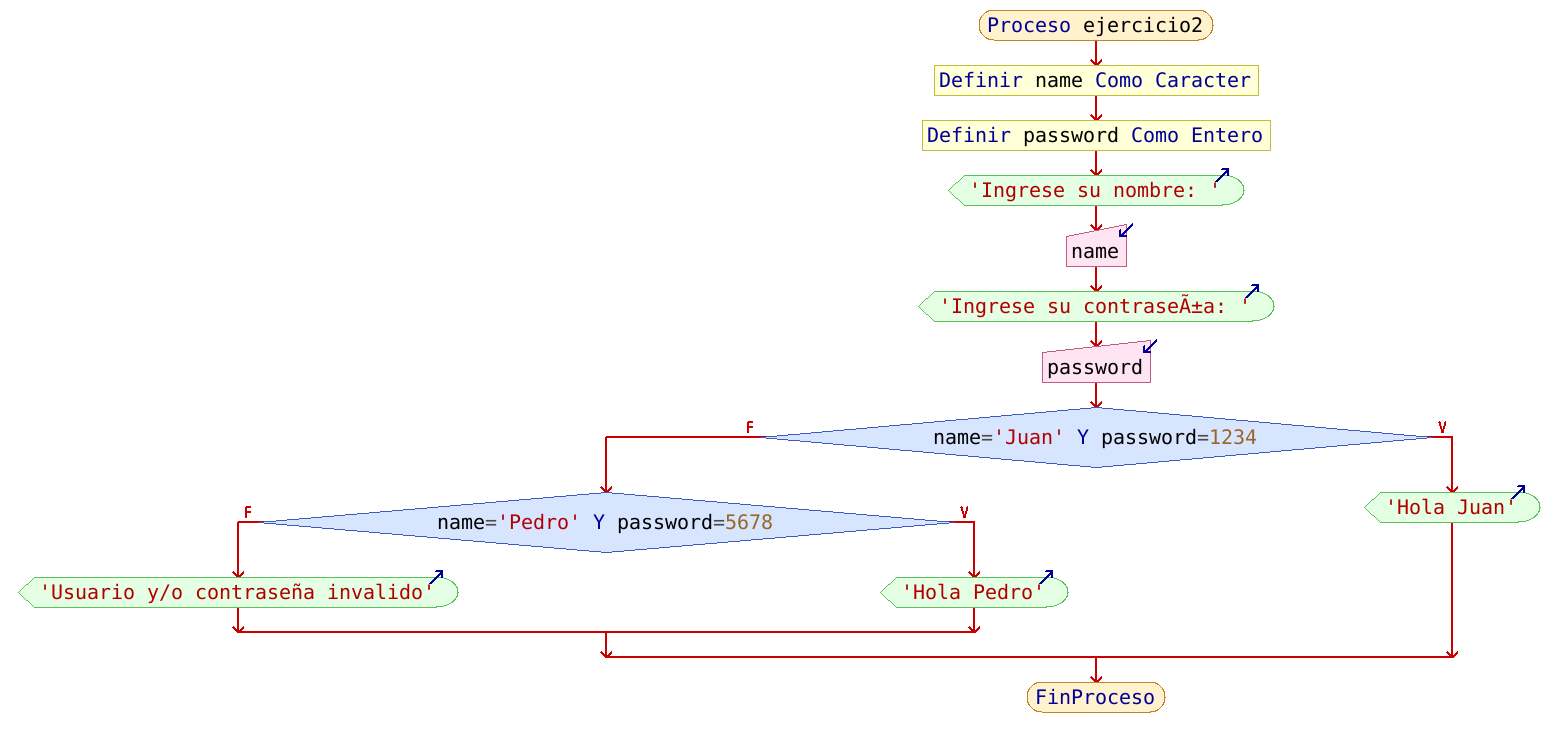 Proceso ejercicio2
Definir name Como Caracter
Definir password Como Entero
'Ingrese su nombre: '
name
'Ingrese su contraseÃ±a: '
password
F
name='Juan' Y password=1234
V
F
name='Pedro' Y password=5678
V
'Hola Juan'
'Usuario y/o contraseña invalido'
'Hola Pedro'
FinProceso